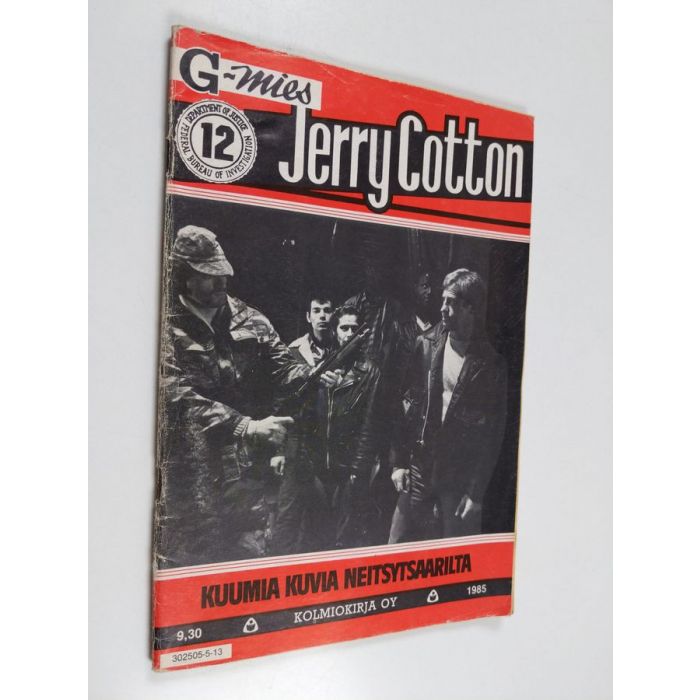 G-mies
DEPARTMENT OF JUSTICE
12
FEDERAL BUREAU OF INVESTIGATION
Jerry Cotton
KUUMIA KUVIA NEITSYTSAARILTA
9,30 KOLMIOKIRJA OY 1985
302505-5-13